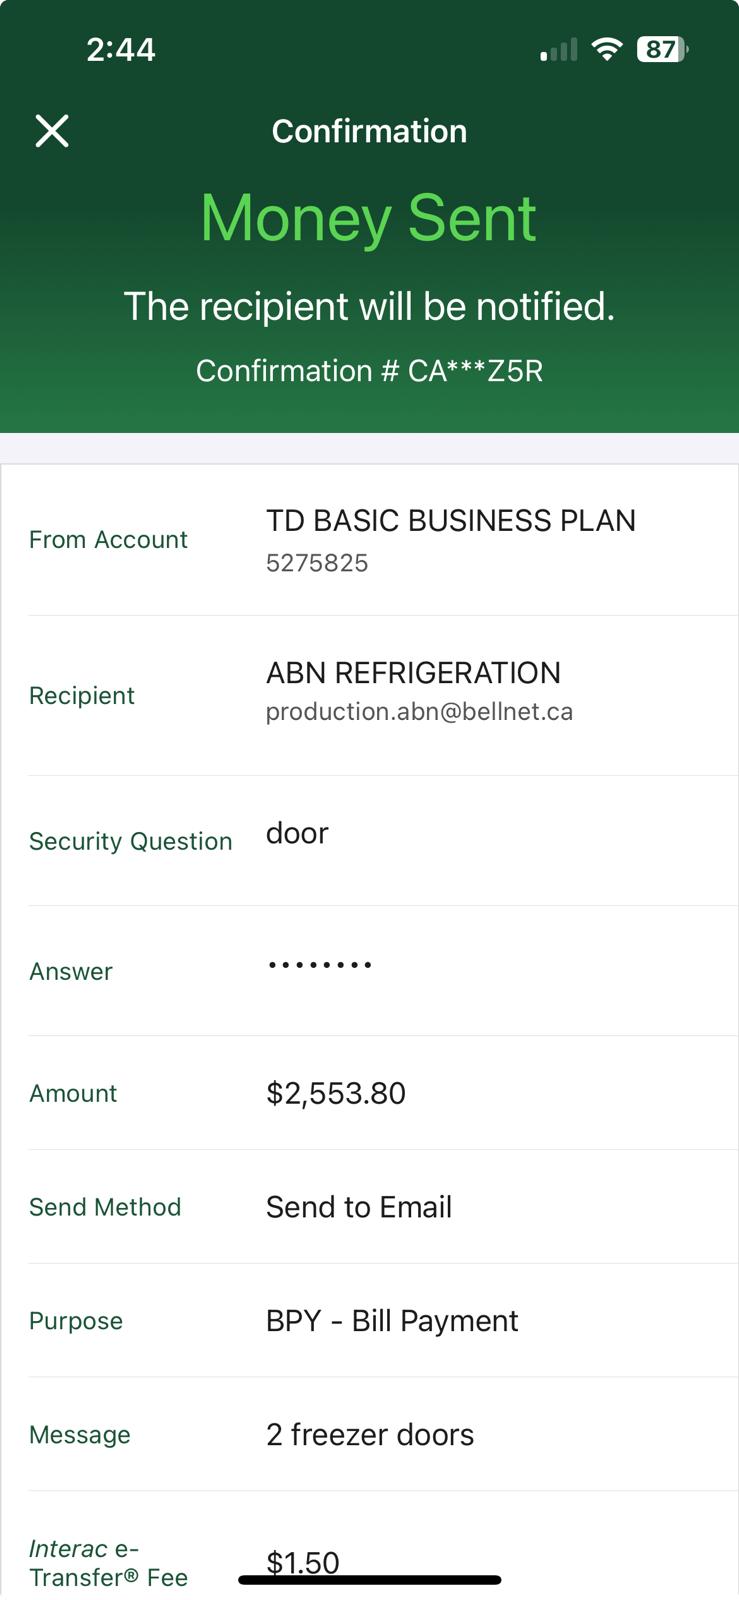 2:44
87
Confirmation
Money Sent
The recipient will be notified.
Confirmation # CA***Z5R
From Account
TD BASIC BUSINESS PLAN
5275825
Recipient
ABN REFRIGERATION
production.abn@bellnet.ca
Security Question
door
Answer
••••••••
Amount
$2,553.80
Send Method
Send to Email
Purpose
BPY - Bill Payment
Message
2 freezer doors
Interac e-
Transfer® Fee
$1.50